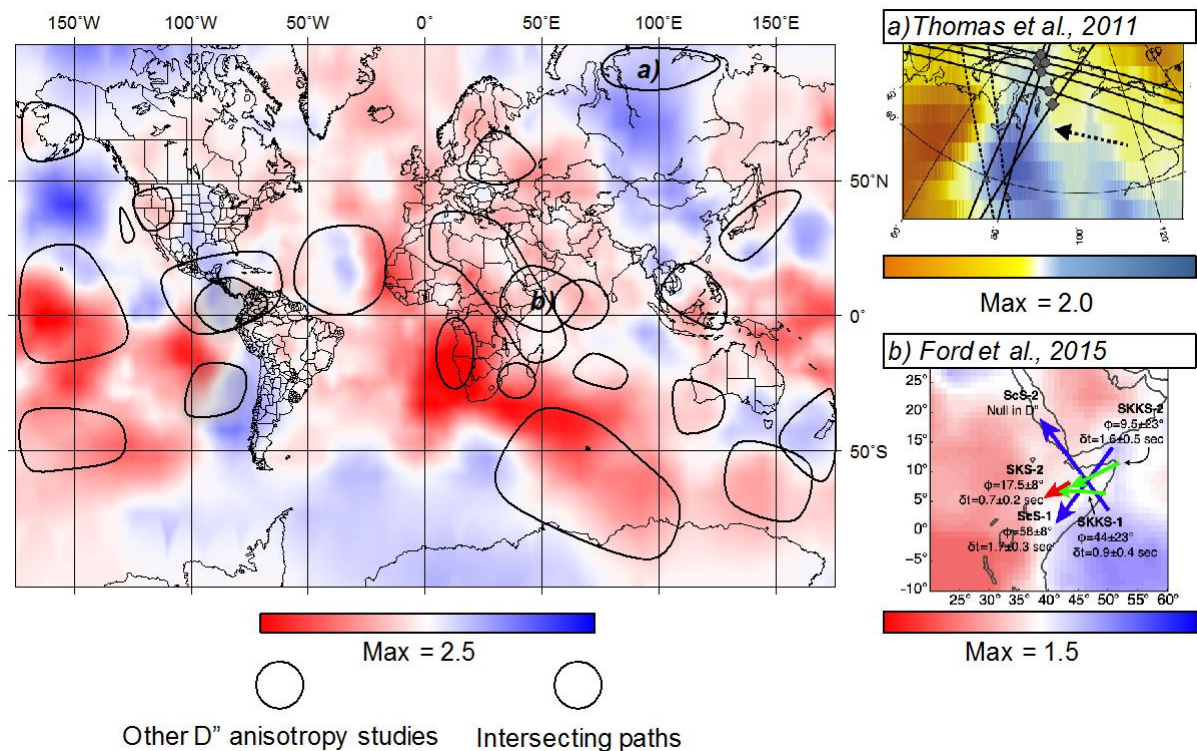 150°W 100°W 50°W 0° 50°E 100°E 150°E
a)
50°N
b)
0°
50°S
Max = 2.5
Other D” anisotropy studies
Intersecting paths
a) Thomas et al., 2011
60° 80° 100° 120°
Max = 2.0
b) Ford et al., 2015
25°
20°
15°
10°
5°
0°
−5°
−10°
ScS-2
Null in D"
SKKS-2
ϕ=9.5±23°
δt=1.6±0.5 sec
SKS-2
ϕ=17.5±8°
δt=0.7±0.2 sec
ScS-1
ϕ=58±8°
δt=1.7±0.3 sec
SKKS-1
ϕ=44±23°
δt=0.9±0.4 sec
25° 30° 35° 40° 45° 50° 55° 60°
Max = 1.5